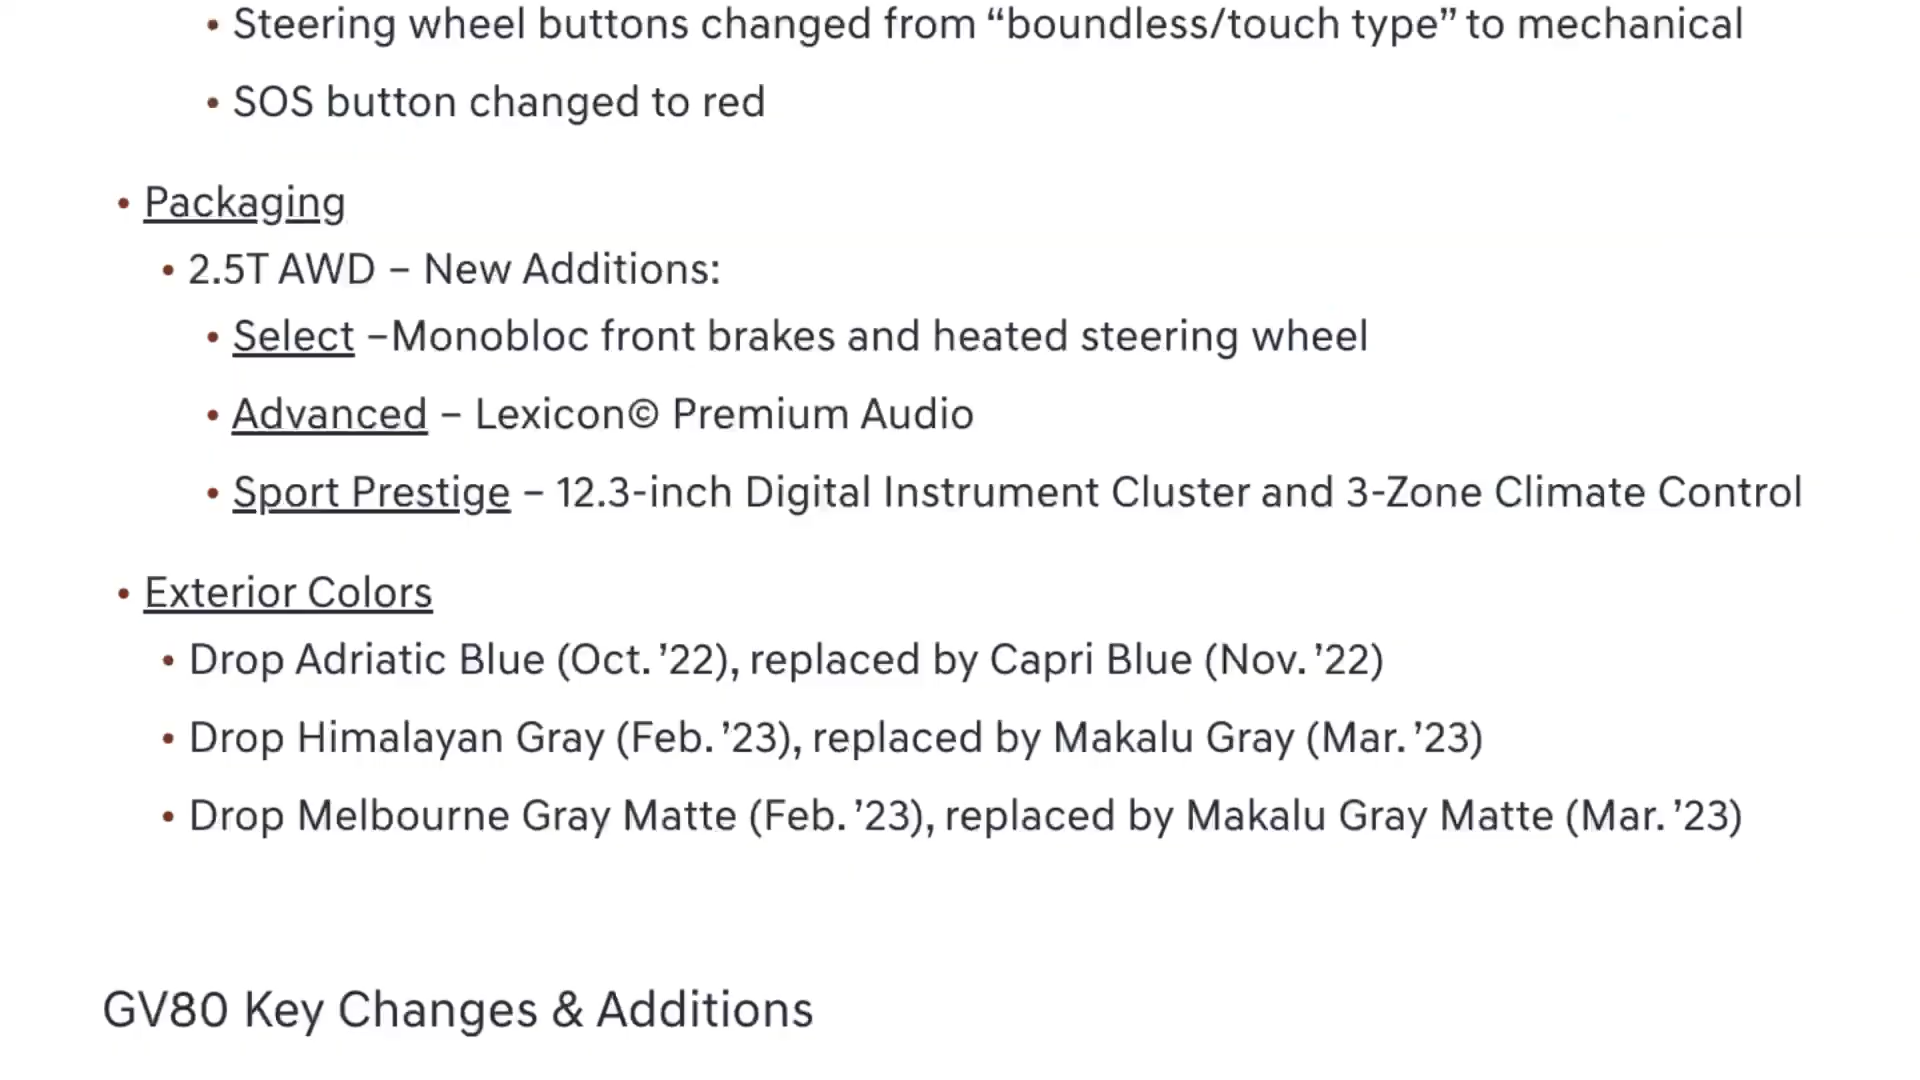 • Steering wheel buttons changed from “boundless/touch type” to mechanical
• SOS button changed to red
• Packaging
• 2.5T AWD – New Additions:
• Select –Monobloc front brakes and heated steering wheel
• Advanced – Lexicon© Premium Audio
• Sport Prestige – 12.3-inch Digital Instrument Cluster and 3-Zone Climate Control
• Exterior Colors
• Drop Adriatic Blue (Oct. ’22), replaced by Capri Blue (Nov. ’22)
• Drop Himalayan Gray (Feb. ’23), replaced by Makalu Gray (Mar. ’23)
• Drop Melbourne Gray Matte (Feb. ’23), replaced by Makalu Gray Matte (Mar. ’23)
GV80 Key Changes & Additions